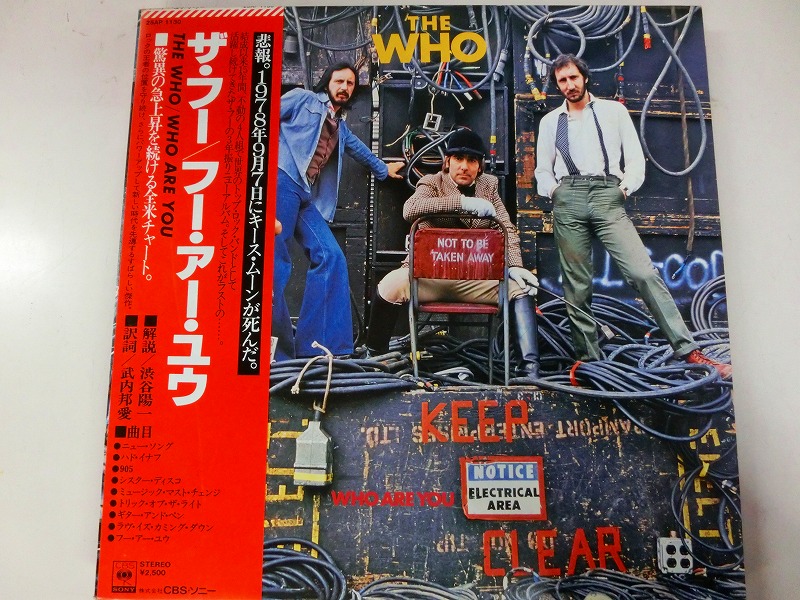 25AP 1130
ザ・フー/フー・アー・ユウ
THE WHO/WHO ARE YOU
■驚異の急上昇を続ける全米チャート。
悲報。1978年9月7日にキース・ムーンが死んだ。
■解説/渋谷陽一
■訳詞/武内邦愛
■曲目
●ニュー・ソング
●ハド・イナフ
●905
●シスター・ディスコ
●ミュージック・マスト・チェンジ
●トリック・オブ・ザ・ライト
●ギター・アンド・ペン
●ラヴ・イズ・カミング・ダウン
●フー・アー・ユウ
CBS
SONY
STEREO
¥2,500
株式会社CBS・ソニー
THE
WHO
NOT TO BE
TAKEN AWAY
KEEP
WHO ARE YOU
NOTICE
ELECTRICAL
AREA
CLEAR